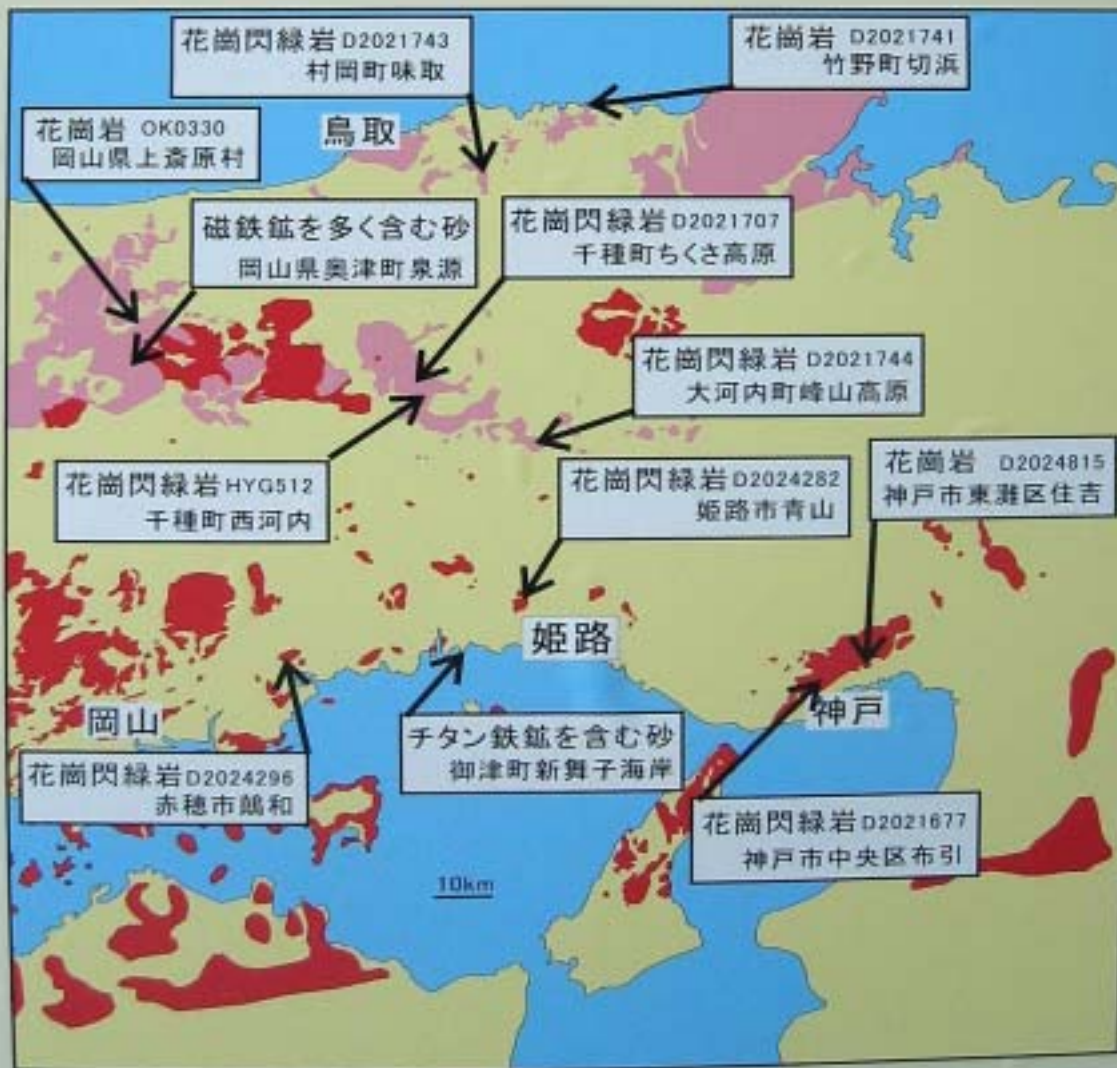 花崗閃緑岩 D2021743
村岡町味取
花崗岩 D2021741
竹野町切浜
花崗岩 OK0330
岡山県上斎原村
鳥取
磁鉄鉱を多く含む砂
岡山県奥津町泉源
花崗閃緑岩 D2021707
千種町ちくさ高原
花崗閃緑岩 D2021744
大河内町峰山高原
花崗閃緑岩 HYG512
千種町西河内
花崗閃緑岩 D2024282
姫路市青山
花崗岩 D2024815
神戸市東灘区住吉
姫路
岡山
神戸
花崗閃緑岩 D2024296
赤穂市鷏和
チタン鉄鉱を含む砂
御津町新舞子海岸
花崗閃緑岩 D2021677
神戸市中央区布引
10km